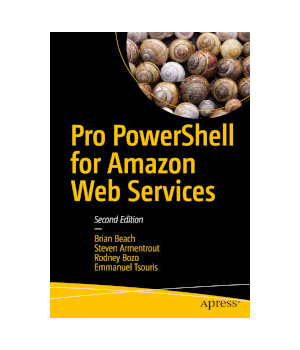 Pro PowerShell
for Amazon
Web Services
Second Edition
Brian Beach
Steven Armentrout
Rodney Bozo
Emmanuel Tsouris
Apress®